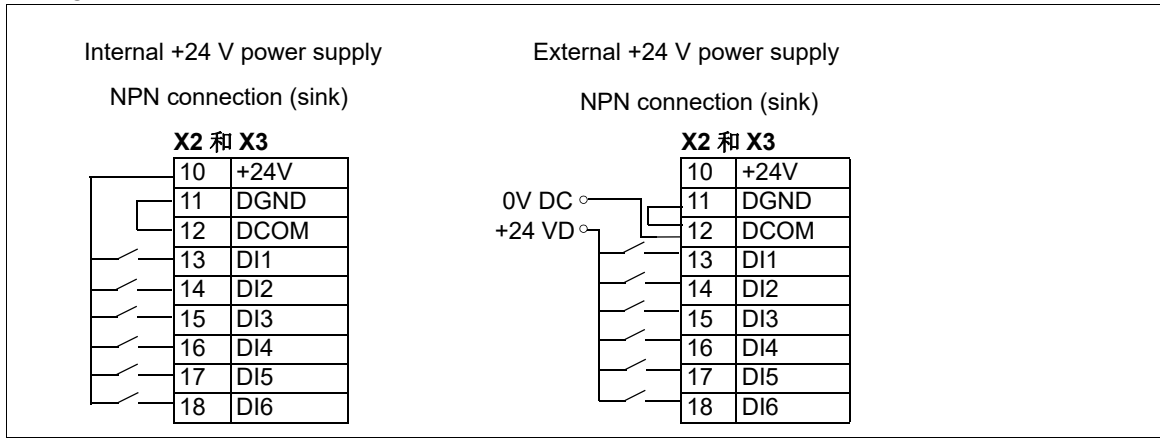 Internal +24 V power supply
NPN connection (sink)
X2 和 X3
10 +24V
11 DGND
12 DCOM
13 DI1
14 DI2
15 DI3
16 DI4
17 DI5
18 DI6
External +24 V power supply
NPN connection (sink)
X2 和 X3
0V DC
+24 VD
10 +24V
11 DGND
12 DCOM
13 DI1
14 DI2
15 DI3
16 DI4
17 DI5
18 DI6